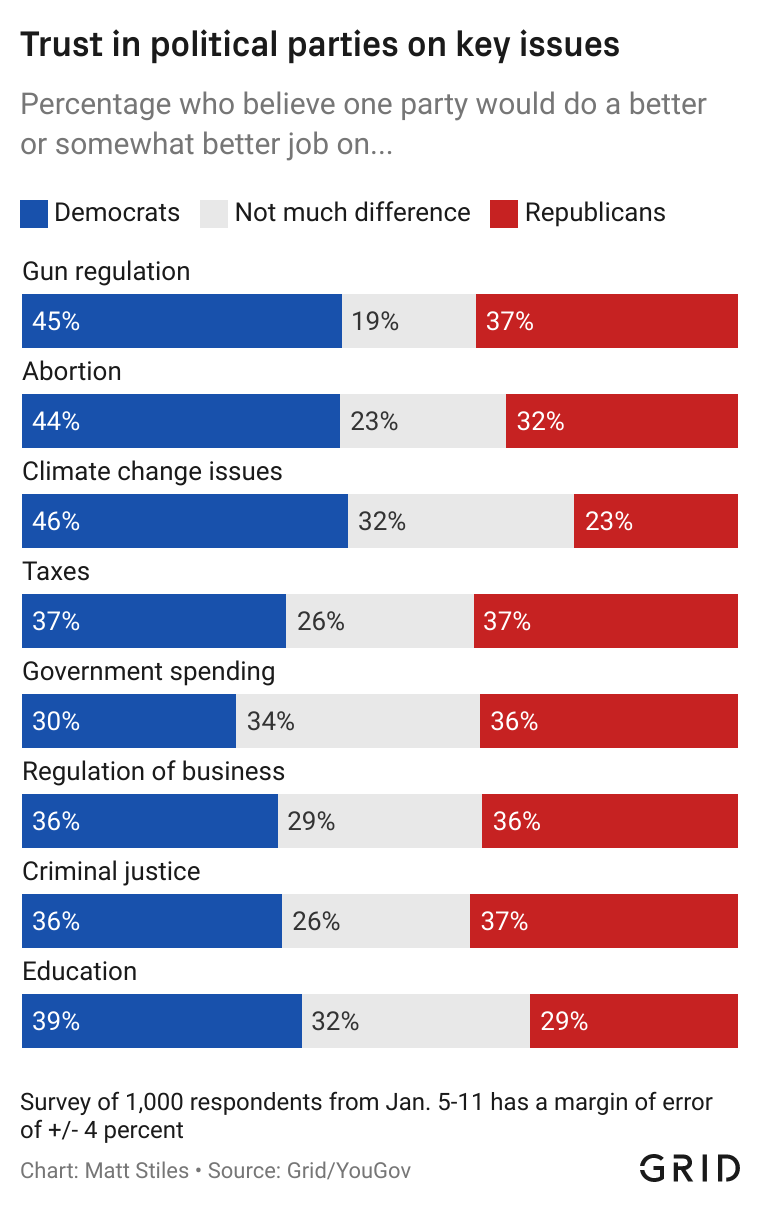 Trust in political parties on key issues
Percentage who believe one party would do a better
or somewhat better job on...
Democrats Not much difference Republicans
Gun regulation
45% 19% 37%
Abortion
44% 23% 32%
Climate change issues
46% 32% 23%
Taxes
37% 26% 37%
Government spending
30% 34% 36%
Regulation of business
36% 29% 36%
Criminal justice
36% 26% 37%
Education
39% 32% 29%
Survey of 1,000 respondents from Jan. 5-11 has a margin of error
of +/- 4 percent
Chart: Matt Stiles • Source: Grid/YouGov
GRID